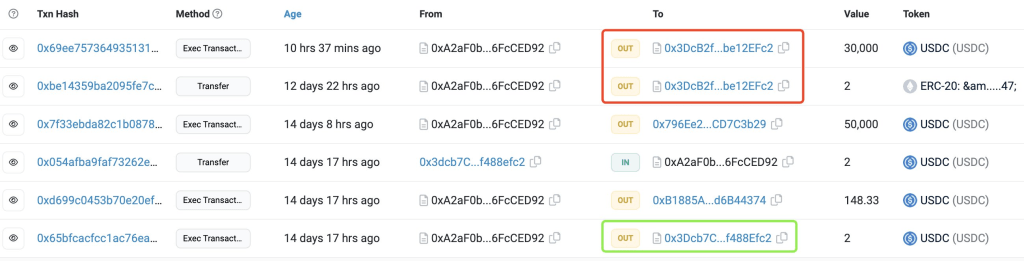 Txn Hash Method Age From To Value Token
0x69ee757364935131... Exec Transact... 10 hrs 37 mins ago 0xA2aF0b...6FcCED92 OUT 0x3DcB2f...be12EFc2 30,000 USDC (USDC)
0xbe14359ba2095fe7c... Transfer 12 days 22 hrs ago 0xA2aF0b...6FcCED92 OUT 0x3DcB2f...be12EFc2 2 ERC-20: &am.....47;
0x7f33ebda82c1b0878... Exec Transact... 14 days 8 hrs ago 0xA2aF0b...6FcCED92 OUT 0x796Ee2...CD7C3b29 50,000 USDC (USDC)
0x054afba9faf73262e... Transfer 14 days 17 hrs ago 0x3dcb7C...f488efc2 IN 0xA2aF0b...6FcCED92 2 USDC (USDC)
0xd699c0453b70e20ef... Exec Transact... 14 days 17 hrs ago 0xA2aF0b...6FcCED92 OUT 0xB1885A...d6B44374 148.33 USDC (USDC)
0x65bfcacfcc1ac76ea... Exec Transact... 14 days 17 hrs ago 0xA2aF0b...6FcCED92 OUT 0x3Dcb7C...f488Efc2 2 USDC (USDC)